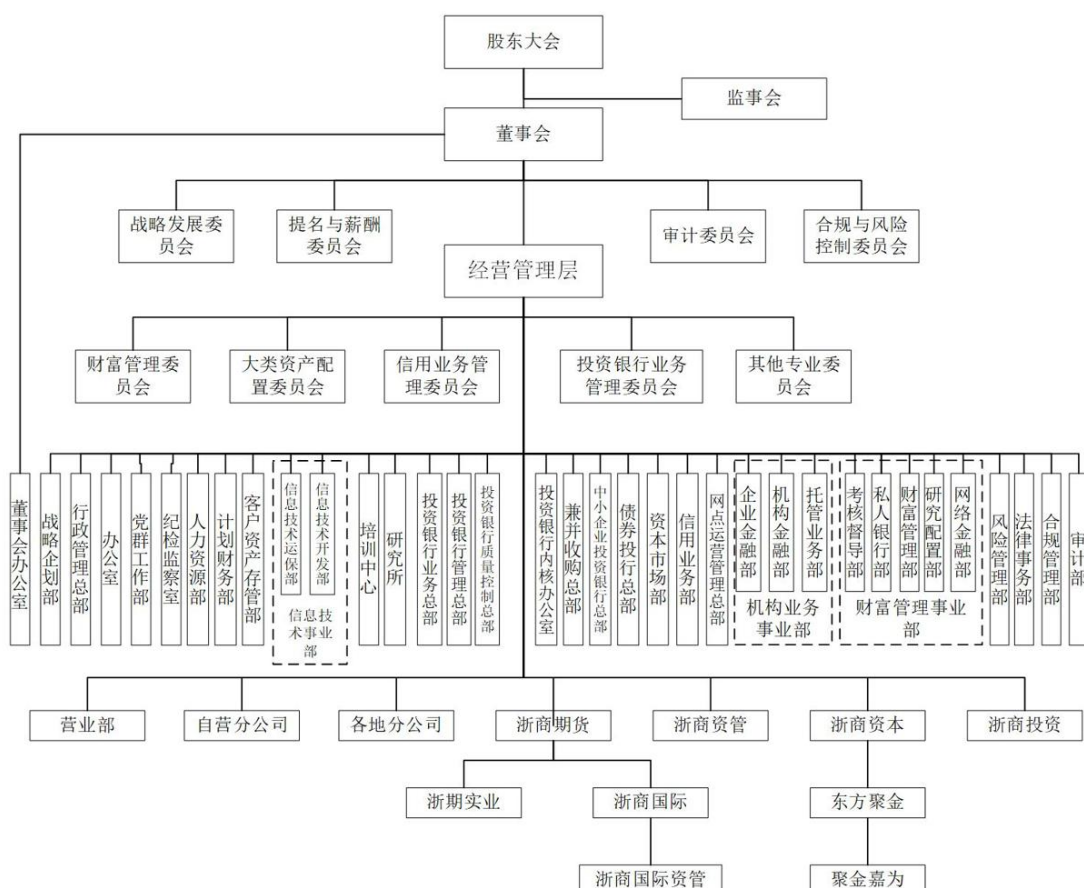 股东大会
监事会
董事会
战略发展委
员会
提名与薪酬
委员会
审计委员会
合规与风险
控制委员会
经营管理层
财富管理委
员会
大类资产配
置委员会
信用业务管
理委员会
投资银行业务
管理委员会
其他专业委
员会
董事会办公室
战略企划部
行政管理总部
办公室
党群工作部
纪检监察室
人力资源部
计划财务部
客户资产存管部
信息技术运保部
信息技术开发部
信息技
术事业
部
培训中心
研究所
投资银行业务总部
投资银行管理总部
投资银行质量控制总部
投资银行内核办公室
兼并收购总部
中小企业投资银行总部
债券投行总部
资本市场部
信用业务部
网点运营管理总部
企业金融部
机构金融部
托管业务部
机构业务
事业部
考核督导部
私人银行部
财富管理部
研究配置部
网络金融部
财富管理事业
部
风险管理部
法律事务部
合规管理部
审计部
营业部
自营分公司
各地分公司
浙商期货
浙商资管
浙商资本
浙商投资
浙期实业
浙商国际
东方聚金
浙商国际资管
聚金嘉为